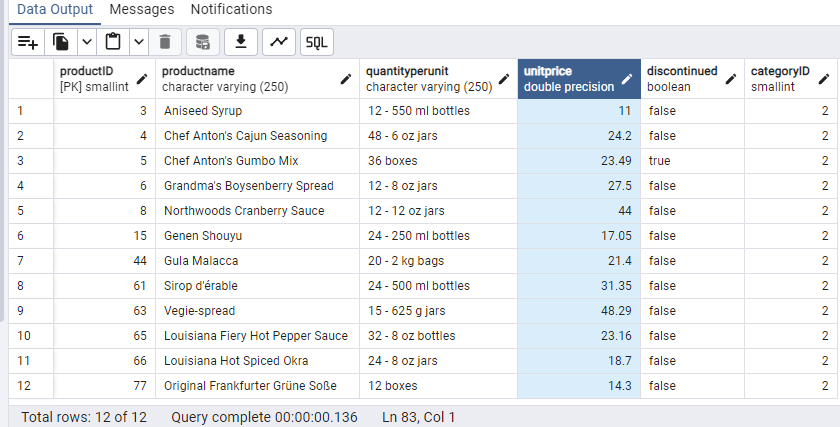 Data Output Messages Notifications
SQL
productID productname quantityperunit unitprice discontinued categoryID
[PK] smallint character varying (250) character varying (250) double precision boolean smallint
1 3 Aniseed Syrup 12 - 550 ml bottles 11 false 2
2 4 Chef Anton's Cajun Seasoning 48 - 6 oz jars 24.2 false 2
3 5 Chef Anton's Gumbo Mix 36 boxes 23.49 true 2
4 6 Grandma's Boysenberry Spread 12 - 8 oz jars 27.5 false 2
5 8 Northwoods Cranberry Sauce 12 - 12 oz jars 44 false 2
6 15 Genen Shouyu 24 - 250 ml bottles 17.05 false 2
7 44 Gula Malacca 20 - 2 kg bags 21.4 false 2
8 61 Sirop d'érable 24 - 500 ml bottles 31.35 false 2
9 63 Vegie-spread 15 - 625 g jars 48.29 false 2
10 65 Louisiana Fiery Hot Pepper Sauce 32 - 8 oz bottles 23.16 false 2
11 66 Louisiana Hot Spiced Okra 24 - 8 oz jars 18.7 false 2
12 77 Original Frankfurter Grüne Soße 12 boxes 14.3 false 2
Total rows: 12 of 12 Query complete 00:00:00.136 Ln 83, Col 1